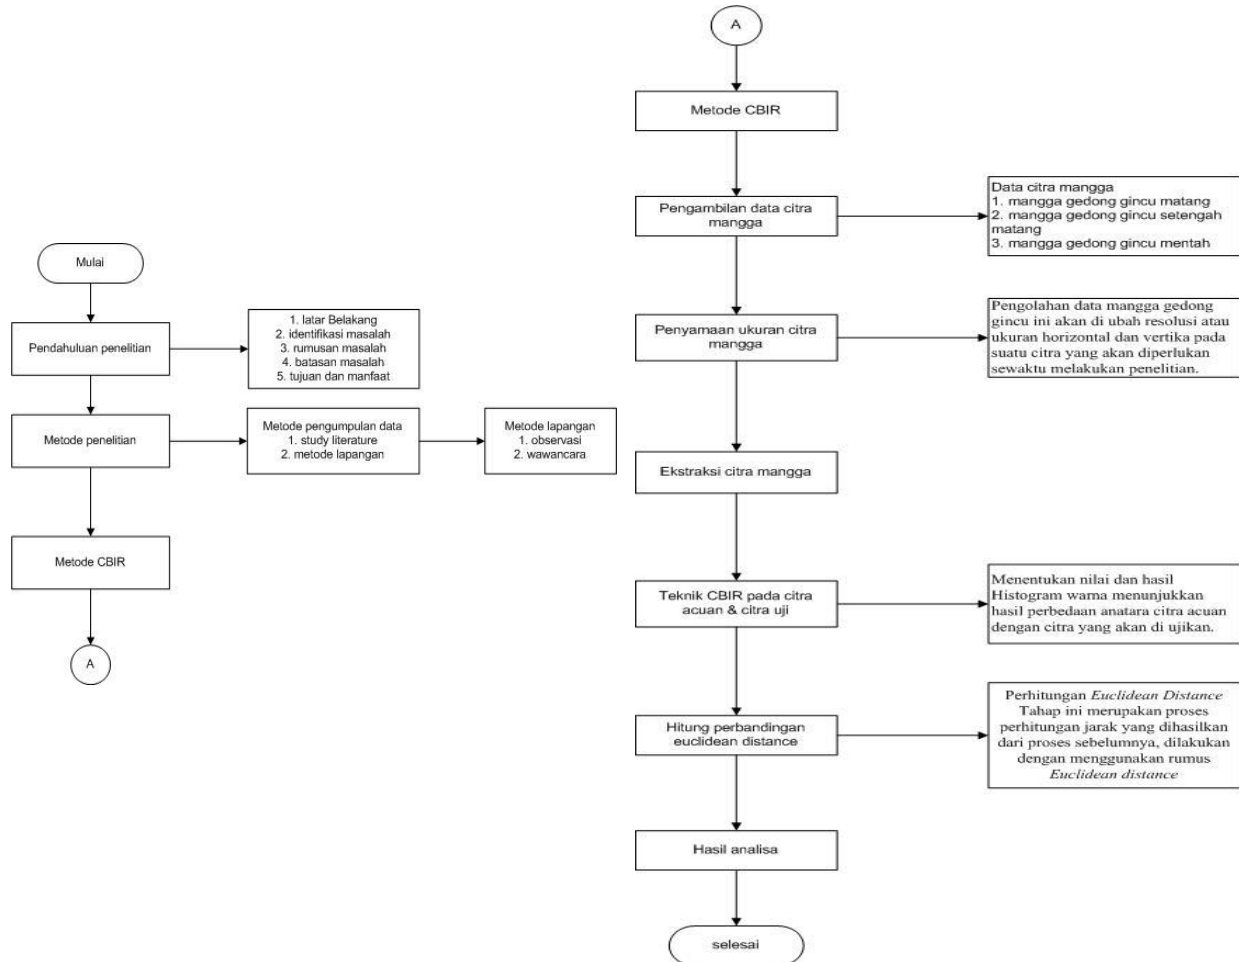 Mulai
Pendahuluan penelitian
1. latar Belakang
2. identifikasi masalah
3. rumusan masalah
4. batasan masalah
5. tujuan dan manfaat
Metode penelitian
Metode pengumpulan data
1. study literature
2. metode lapangan
Metode lapangan
1. observasi
2. wawancara
Metode CBIR
A
A
Metode CBIR
Pengambilan data citra
mangga
Data citra mangga
1. mangga gedong gincu matang
2. mangga gedong gincu setengah
matang
3. mangga gedong gincu mentah
Penyamaan ukuran citra
mangga
Pengolahan data mangga gedong
gincu ini akan di ubah resolusi atau
ukuran horizontal dan vertika pada
suatu citra yang akan diperlukan
sewaktu melakukan penelitian.
Ekstraksi citra mangga
Teknik CBIR pada citra
acuan & citra uji
Menentukan nilai dan hasil
Histogram warna menunjukkan
hasil perbedaan anatara citra acuan
dengan citra yang akan di ujikan.
Hitung perbandingan
euclidean distance
Perhitungan Euclidean Distance
Tahap ini merupakan proses
perhitungan jarak yang dihasilkan
dari proses sebelumnya, dilakukan
dengan menggunakan rumus
Euclidean distance
Hasil analisa
selesai